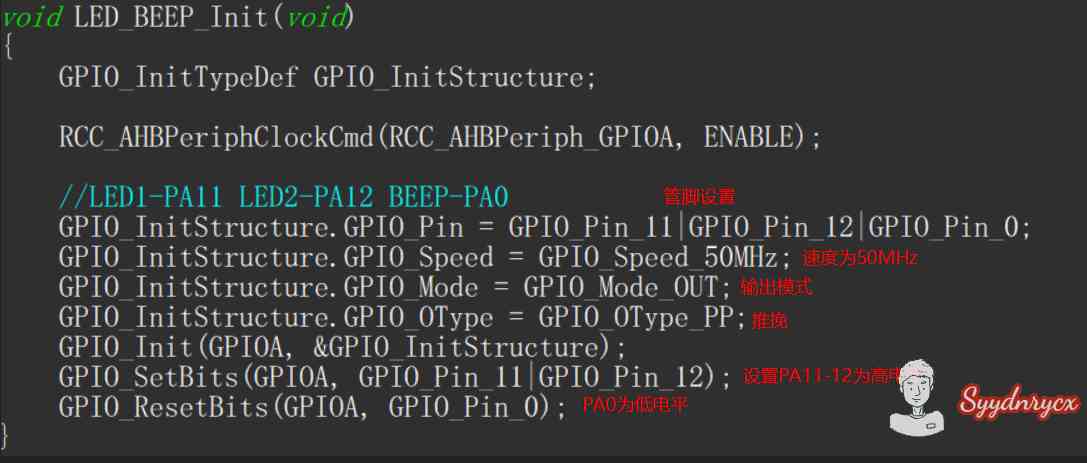 void LED_BEEP_Init(void)
{
GPIO_InitTypeDef GPIO_InitStructure;
RCC_AHBPeriphClockCmd(RCC_AHBPeriph_GPIOA, ENABLE);
//LED1-PA11 LED2-PA12 BEEP-PA0 管脚设置
GPIO_InitStructure.GPIO_Pin = GPIO_Pin_11|GPIO_Pin_12|GPIO_Pin_0;
GPIO_InitStructure.GPIO_Speed = GPIO_Speed_50MHz; 速度为50MHz
GPIO_InitStructure.GPIO_Mode = GPIO_Mode_OUT; 输出模式
GPIO_InitStructure.GPIO_OType = GPIO_OType_PP; 推挽
GPIO_Init(GPIOA, &GPIO_InitStructure);
GPIO_SetBits(GPIOA, GPIO_Pin_11|GPIO_Pin_12); 设置PA11-12为高
GPIO_ResetBits(GPIOA, GPIO_Pin_0); PA0为低电平
Syydnrycx
}